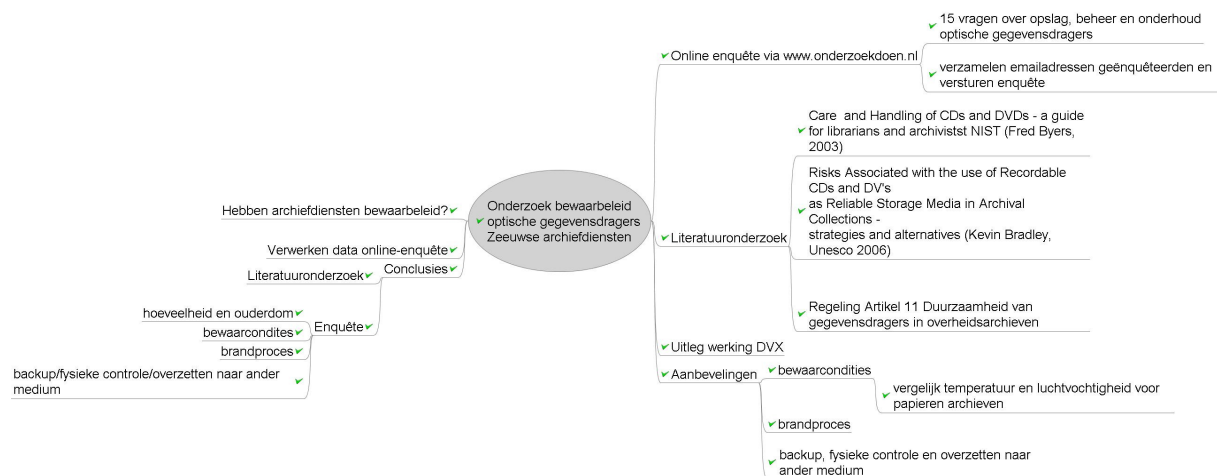 Onderzoek bewaarbeleid
optische gegevensdragers
Zeeuwse archiefdiensten
Online enquête via www.onderzoekdoen.nl
15 vragen over opslag, beheer en onderhoud
optische gegevensdragers
verzamelen emailadressen geënquêteerden en
versturen enquête
Literatuuronderzoek
Care  and Handling of CDs and DVDs - a guide
for librarians and archivistst NIST (Fred Byers,
2003)
Risks Associated with the use of Recordable
CDs and DV's
as Reliable Storage Media in Archival
Collections -
strategies and alternatives (Kevin Bradley,
Unesco 2006)
Regeling Artikel 11 Duurzaamheid van
gegevensdragers in overheidsarchieven
Uitleg werking DVX
Aanbevelingen
bewaarcondities
vergelijk temperatuur en luchtvochtigheid voor
papieren archieven
brandproces
backup, fysieke controle en overzetten naar
ander medium
Hebben archiefdiensten bewaarbeleid?
Verwerken data online-enquête
Conclusies
Literatuuronderzoek
Enquête
hoeveelheid en ouderdom
bewaarcondites
brandproces
backup/fysieke controle/overzetten naar ander
medium